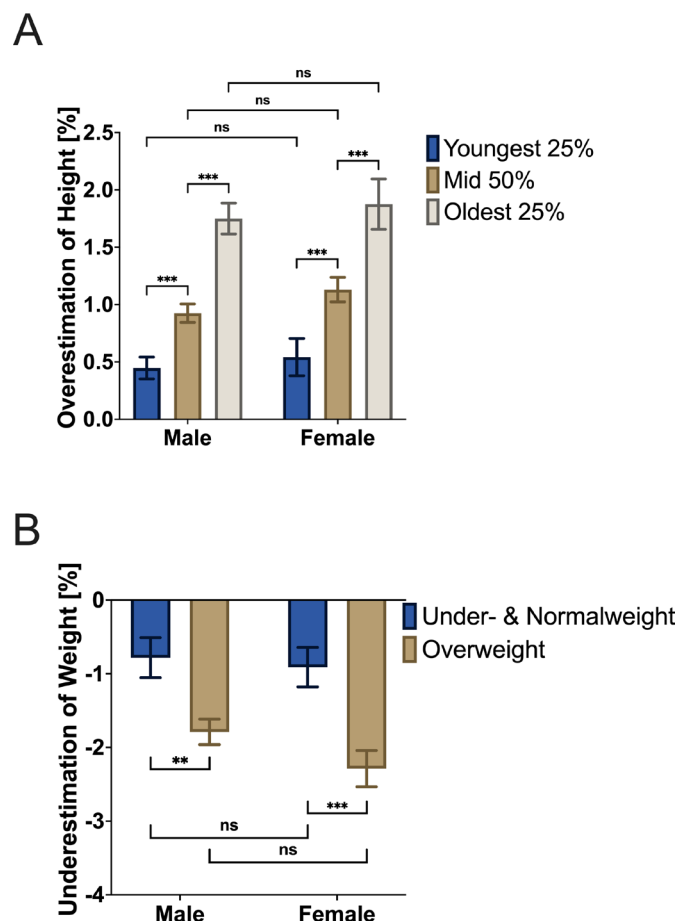 A
ns
ns
ns
Overestimation of Height [%]
2.5
2.0
1.5
1.0
0.5
0.0
***
***
***
***
Male
Female
Youngest 25%
Mid 50%
Oldest 25%
B
Underestimation of Weight [%]
0
-1
-2
-3
-4
**
***
ns
ns
Male
Female
Under- & Normalweight
Overweight